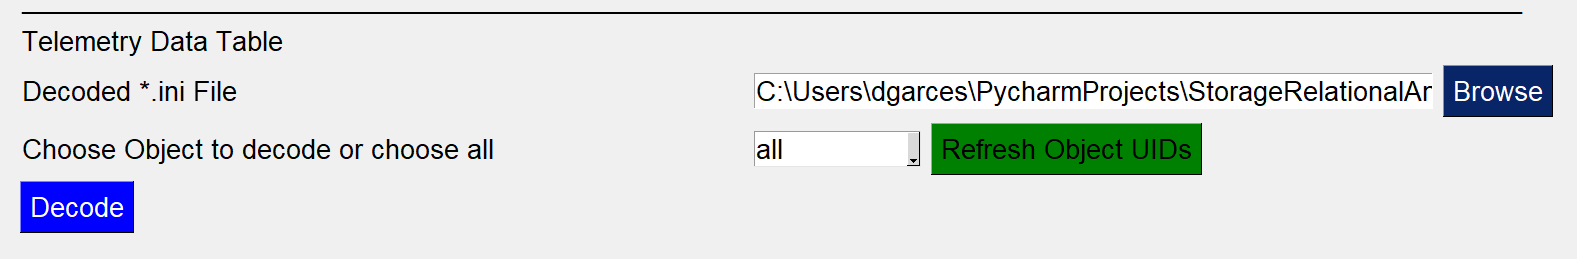 Telemetry Data Table
Decoded *.ini File C:\Users\dgarces\PycharmProjects\StorageRelationalAr Browse
Choose Object to decode or choose all all Refresh Object UIDs
Decode